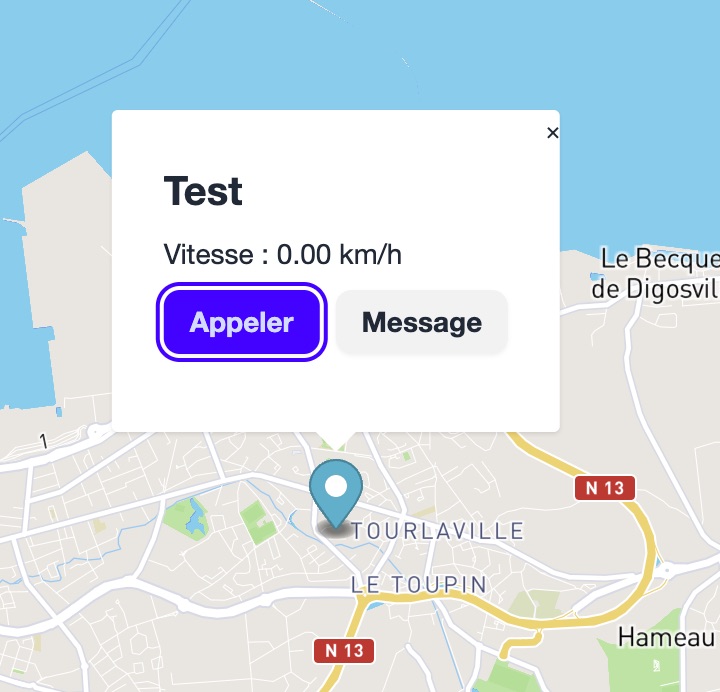 ×
Test
Vitesse : 0.00 km/h
Appeler Message
Le Becque
de Digosvil
1
N 13
TOURLAVILLE
LE TOUPIN
Hameau
N 13